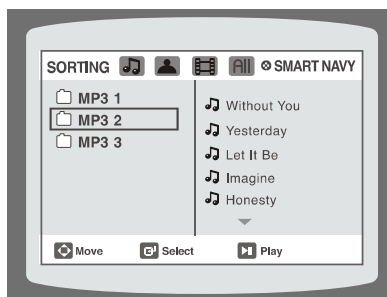 SORTING All SMART NAVY
MP3 1
MP3 2
MP3 3
Without You
Yesterday
Let It Be
Imagine
Honesty
Move Select Play